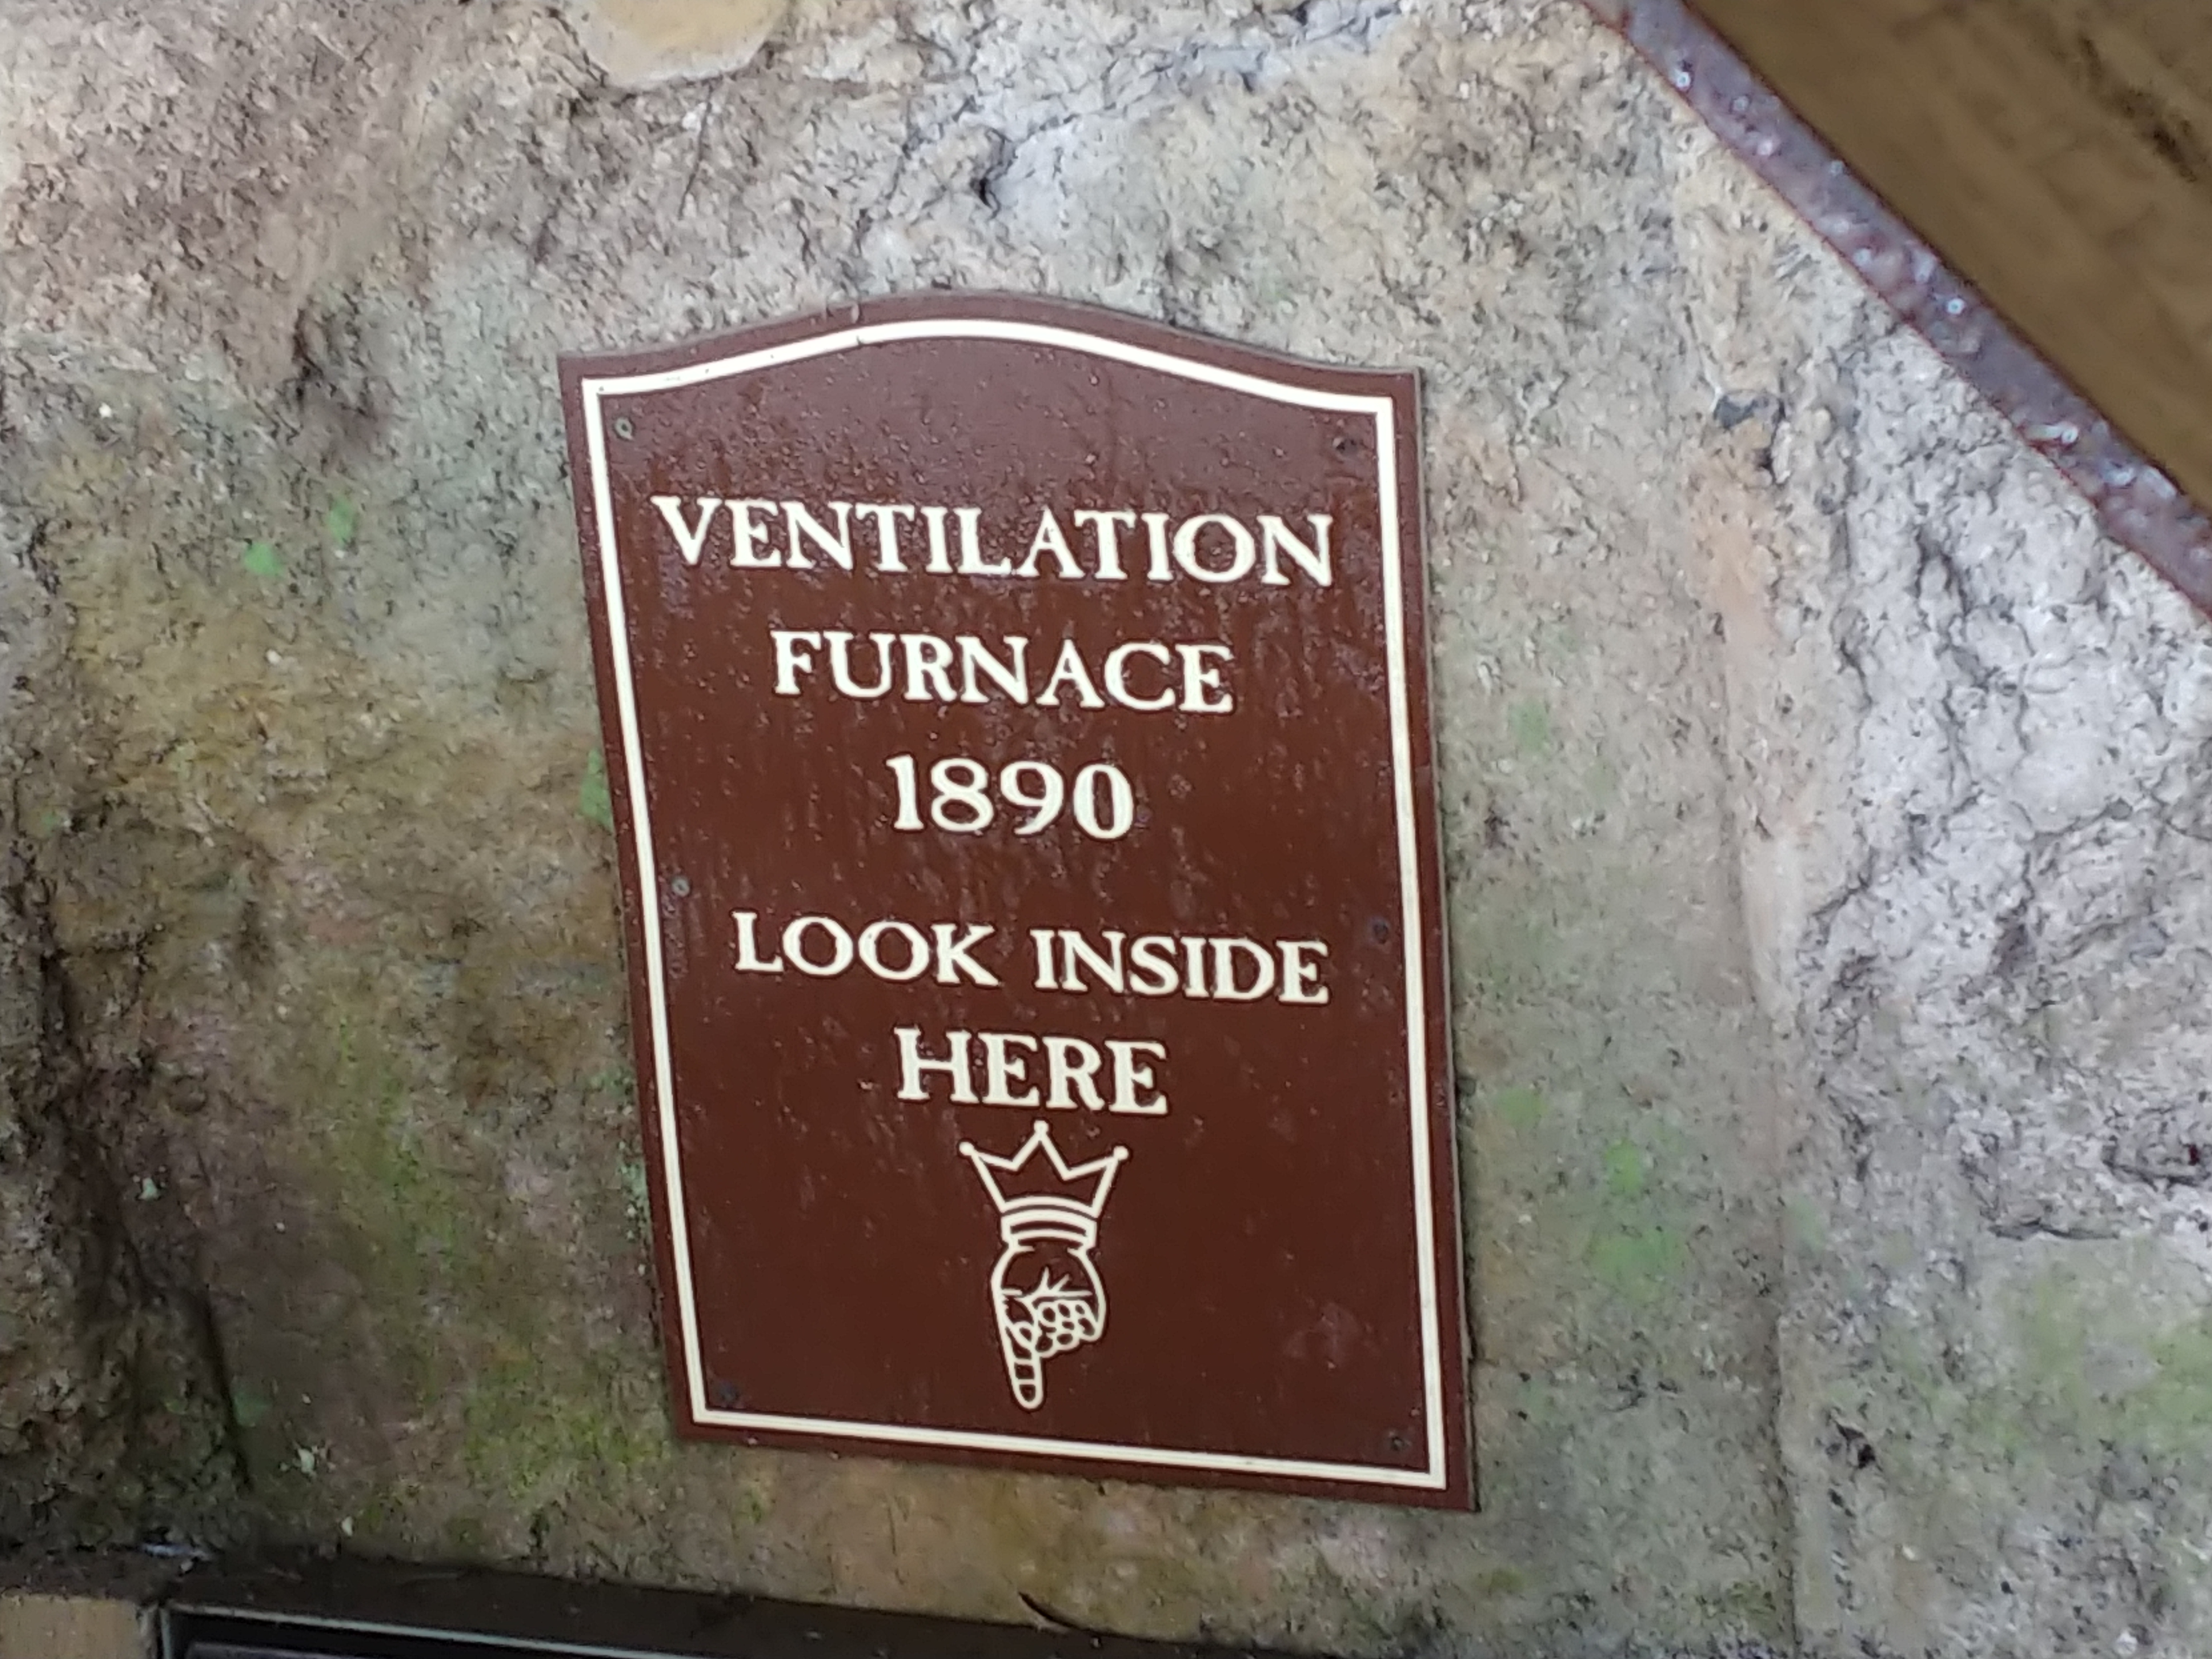 VENTILATION
FURNACE
1890
LOOK INSIDE
HERE